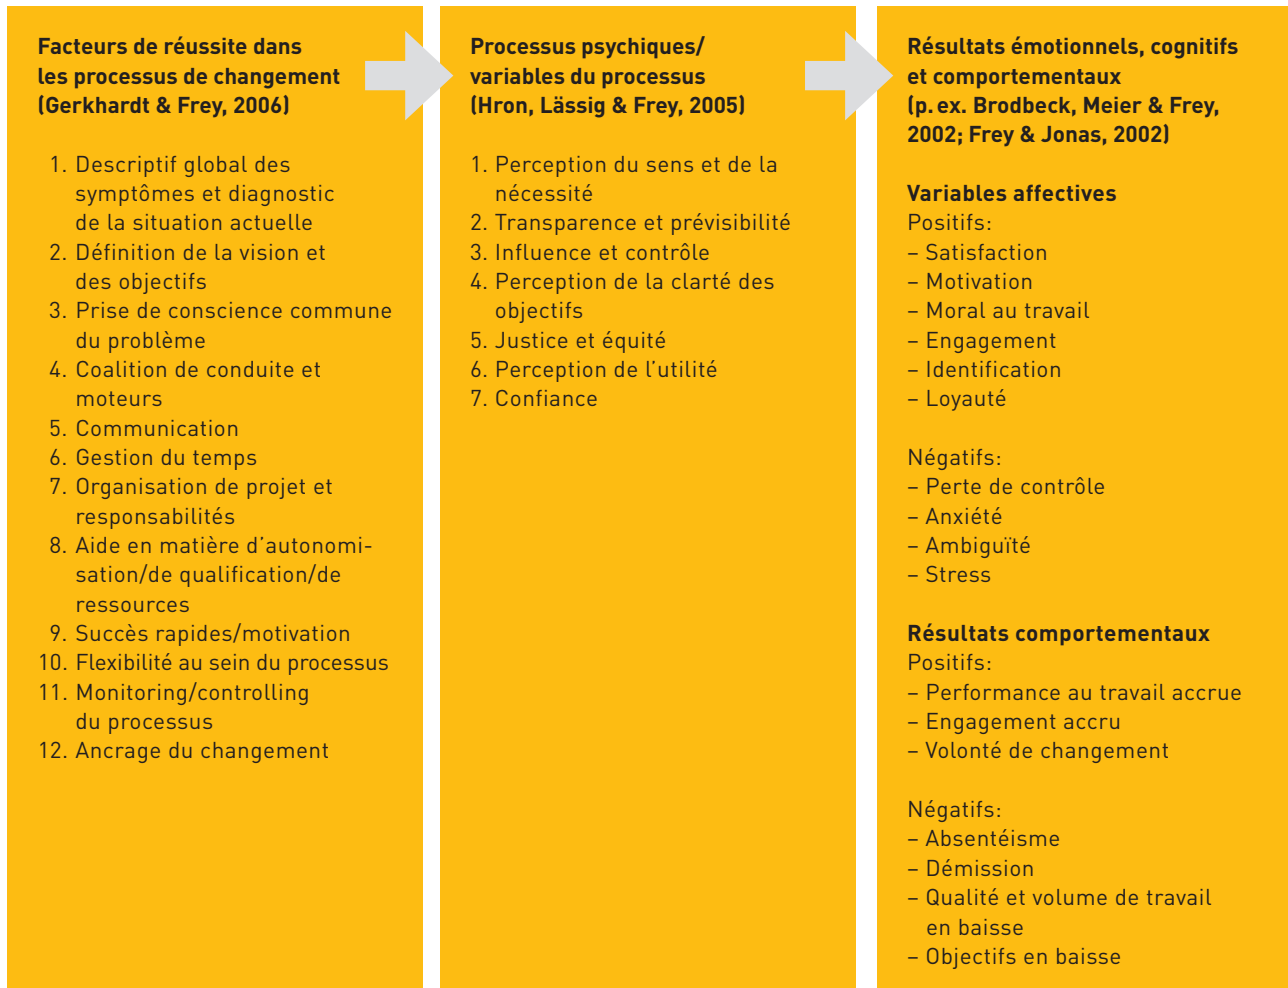 Facteurs de réussite dans
les processus de changement
(Gerkhardt & Frey, 2006)
1. Descriptif global des
symptômes et diagnostic
de la situation actuelle
2. Définition de la vision et
des objectifs
3. Prise de conscience commune
du problème
4. Coalition de conduite et
moteurs
5. Communication
6. Gestion du temps
7. Organisation de projet et
responsabilités
8. Aide en matière d’autonomi-
sation/de qualification/de
ressources
9. Succès rapides/motivation
10. Flexibilité au sein du processus
11. Monitoring/controlling
du processus
12. Ancrage du changement
Processus psychiques/
variables du processus
(Hron, Lässig & Frey, 2005)
1. Perception du sens et de la
nécessité
2. Transparence et prévisibilité
3. Influence et contrôle
4. Perception de la clarté des
objectifs
5. Justice et équité
6. Perception de l’utilité
7. Confiance
Résultats émotionnels, cognitifs
et comportementaux
(p. ex. Brodbeck, Meier & Frey,
2002; Frey & Jonas, 2002)
Variables affectives
Positifs:
– Satisfaction
– Motivation
– Moral au travail
– Engagement
– Identification
– Loyauté
Négatifs:
– Perte de contrôle
– Anxiété
– Ambiguïté
– Stress
Résultats comportementaux
Positifs:
– Performance au travail accrue
– Engagement accru
– Volonté de changement
Négatifs:
– Absentéisme
– Démission
– Qualité et volume de travail
en baisse
– Objectifs en baisse